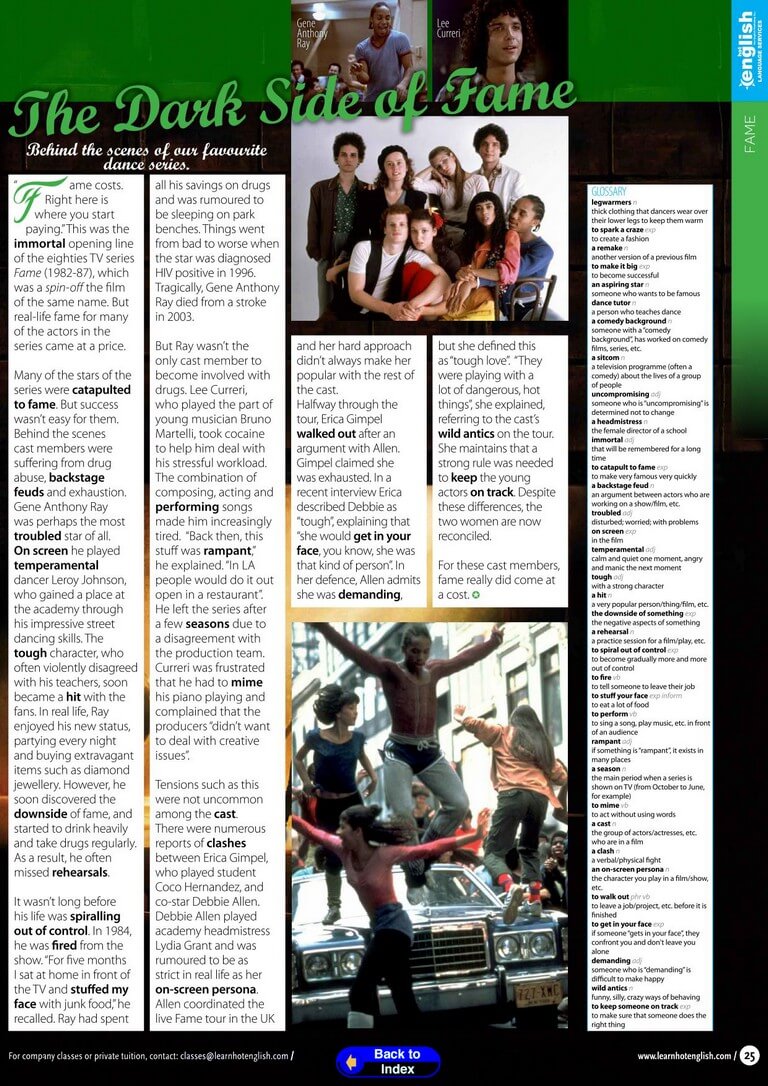 Gene
Anthony
Ray
Lee
Curreri
hot
english
LANGUAGE SERVICES
FAME
The Dark Side of Fame
Behind the scenes of our favourite
dance series.
"Fame costs.
Right here is
where you start
paying." This was the
immortal opening line
of the eighties TV series
Fame (1982-87), which
was a spin-off the film
of the same name. But
real-life fame for many
of the actors in the
series came at a price.
Many of the stars of the
series were catapulted
to fame. But success
wasn't easy for them.
Behind the scenes
cast members were
suffering from drug
abuse, backstage
feuds and exhaustion.
Gene Anthony Ray
was perhaps the most
troubled star of all.
On screen he played
temperamental
dancer Leroy Johnson,
who gained a place at
the academy through
his impressive street
dancing skills. The
tough character, who
often violently disagreed
with his teachers, soon
became a hit with the
fans. In real life, Ray
enjoyed his new status,
partying every night
and buying extravagant
items such as diamond
jewellery. However, he
soon discovered the
downside of fame, and
started to drink heavily
and take drugs regularly.
As a result, he often
missed rehearsals.
It wasn't long before
his life was spiralling
out of control. In 1984,
he was fired from the
show. "For five months
I sat at home in front of
the TV and stuffed my
face with junk food," he
recalled. Ray had spent
all his savings on drugs
and was rumoured to
be sleeping on park
benches. Things went
from bad to worse when
the star was diagnosed
HIV positive in 1996.
Tragically, Gene Anthony
Ray died from a stroke
in 2003.
But Ray wasn't the
only cast member to
become involved with
drugs. Lee Curreri,
who played the part of
young musician Bruno
Martelli, took cocaine
to help him deal with
his stressful workload.
The combination of
composing, acting and
performing songs
made him increasingly
tired. "Back then, this
stuff was rampant,"
he explained. "In LA
people would do it out
open in a restaurant".
He left the series after
a few seasons due to
a disagreement with
the production team.
Curreri was frustrated
that he had to mime
his piano playing and
complained that the
producers "didn't want
to deal with creative
issues".
Tensions such as this
were not uncommon
among the cast.
There were numerous
reports of clashes
between Erica Gimpel,
who played student
Coco Hernandez, and
co-star Debbie Allen.
Debbie Allen played
academy headmistress
Lydia Grant and was
rumoured to be as
strict in real life as her
on-screen persona.
Allen coordinated the
live Fame tour in the UK
and her hard approach
didn't always make her
popular with the rest of
the cast.
Halfway through the
tour, Erica Gimpel
walked out after an
argument with Allen.
Gimpel claimed she
was exhausted. In a
recent interview Erica
described Debbie as
"tough", explaining that
"she would get in your
face, you know, she was
that kind of person". In
her defence, Allen admits
she was demanding,
but she defined this
as "tough love". "They
were playing with a
lot of dangerous, hot
things", she explained,
referring to the cast's
wild antics on the tour.
She maintains that a
strong rule was needed
to keep the young
actors on track. Despite
these differences, the
two women are now
reconciled.
For these cast members,
fame really did come at
a cost.
GLOSSARY
legwarmers n
thick clothing that dancers wear over
their lower legs to keep them warm
to spark a craze exp
to create a fashion
a remake n
another version of a previous film
to make it big exp
to become successful
an aspiring star n
someone who wants to be famous
dance tutor n
a person who teaches dance
a comedy background n
someone with a "comedy
background", has worked on comedy
films, series, etc.
a sitcom n
a television programme (often a
comedy) about the lives of a group
of people
uncompromising adj
someone who is "uncompromising" is
determined not to change
a headmistress n
the female director of a school
immortal adj
that will be remembered for a long
time
to catapult to fame exp
to make very famous very quickly
a backstage feud n
an argument between actors who are
working on a show/film, etc.
troubled adj
disturbed; worried; with problems
on screen exp
in the film
temperamental adj
calm and quiet one moment, angry
and manic the next moment
tough adj
with a strong character
a hit n
a very popular person/thing/film, etc.
the downside of something exp
the negative aspects of something
a rehearsal n
a practice session for a film/play, etc.
to spiral out of control exp
to become gradually more and more
out of control
to fire vb
to tell someone to leave their job
to stuff your face exp inform
to eat a lot of food
to perform vb
to sing a song, play music, etc. in front
of an audience
rampant adj
if something is "rampant", it exists in
many places
a season n
the main period when a series is
shown on TV (from October to June,
for example)
to mime vb
to act without using words
a cast n
the group of actors/actresses, etc.
who are in a film
a clash n
a verbal/physical fight
an on-screen persona n
the character you play in a film/show,
etc.
to walk out phr vb
to leave a job/project, etc. before it is
finished
to get in your face exp
if someone "gets in your face", they
confront you and don't leave you
alone
demanding adj
someone who is "demanding" is
difficult to make happy
wild antics n
funny, silly, crazy ways of behaving
to keep someone on track exp
to make sure that someone does the
right thing
727-XWC
For company classes or private tuition, contact: classes@learnhotenglish.com /
Back to
Index
www.learnhotenglish.com / 25